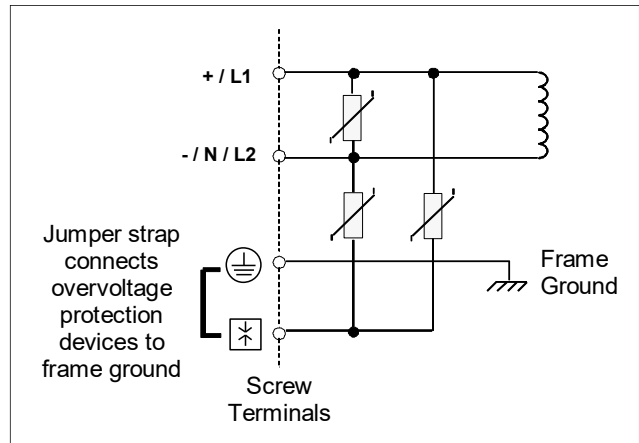 + / L1
- / N / L2
Jumper strap
connects
overvoltage
protection
devices to
frame ground
Frame
Ground
Screw
Terminals